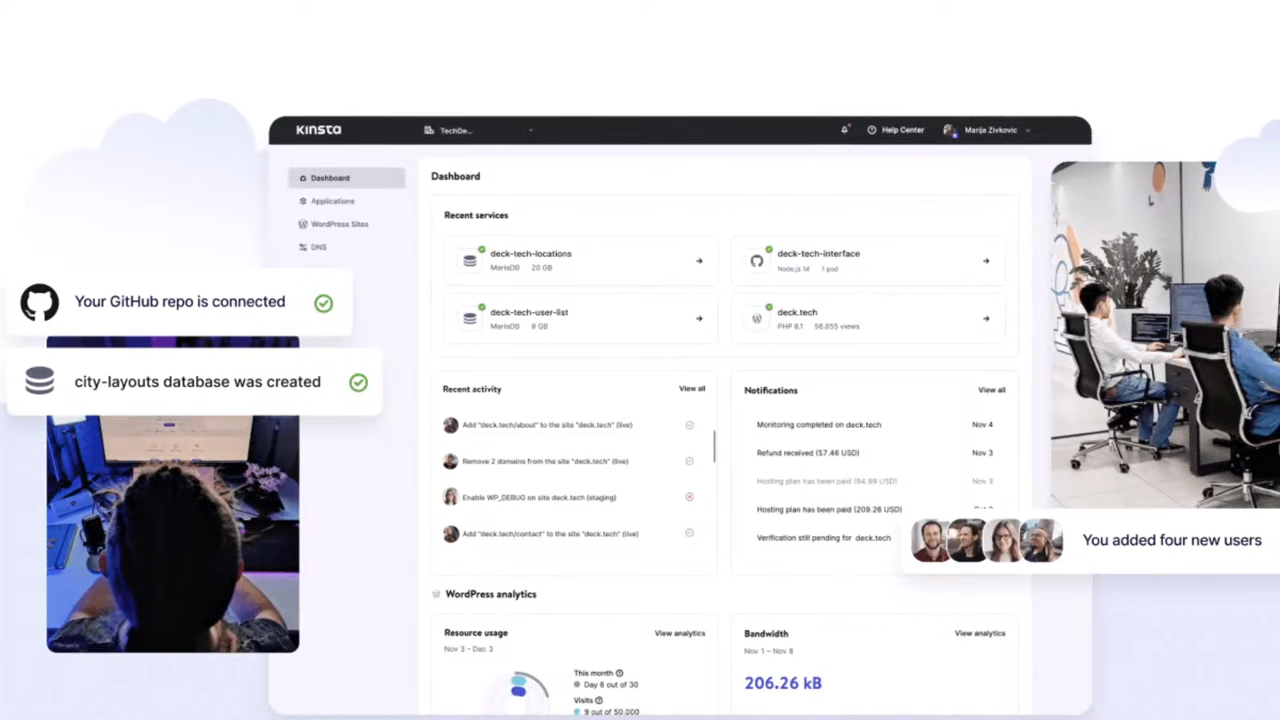 Kinsta
TechDe...
Help Center
Marija Zivkovic
Dashboard
Applications
WordPress Sites
DNS
Dashboard
Recent services
deck-tech-locations
MariaDB 20 GB
deck-tech-interface
Node.js 14 1 pod
deck-tech-user-list
MariaDB 8 GB
deck.tech
PHP 8.1 56.855 views
Your GitHub repo is connected
city-layouts database was created
Recent activity
View all
Add "deck.tech/about" to the site "deck.tech" (live)
Remove 2 domains from the site "deck.tech" (live)
Enable WP_DEBUG on site deck.tech (staging)
Add "deck.tech/contact" to the site "deck.tech" (live)
Notifications
View all
Monitoring completed on deck.tech
Nov 4
Refund received (57.46 USD)
Nov 3
Hosting plan has been paid (94.99 USD)
Nov 3
Hosting plan has been paid (209.26 USD)
Verification still pending for deck.tech
You added four new users
WordPress analytics
Resource usage
View analytics
Nov 3 – Dec 3
This month
Day 6 out of 30
Visits
9 out of 50.000
Bandwidth
View analytics
Nov 1 – Nov 8
206.26 kB